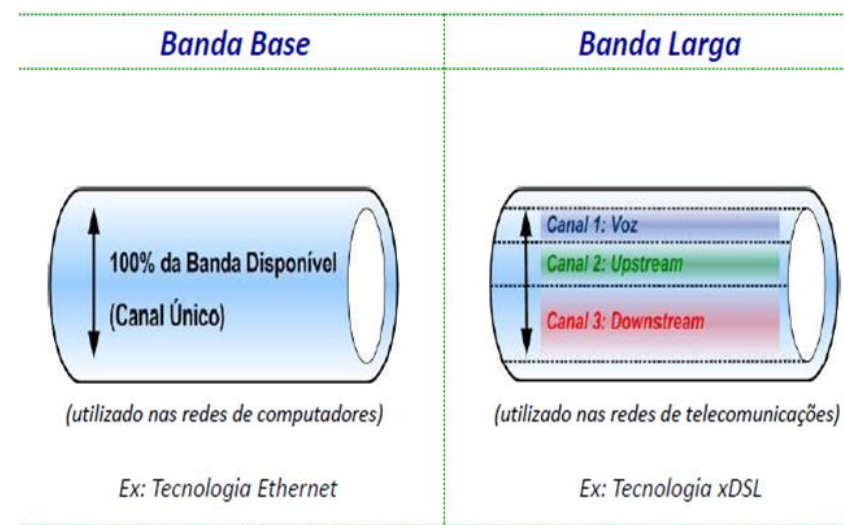 Banda Base
100% da Banda Disponível
(Canal Único)
(utilizado nas redes de computadores)
Ex: Tecnologia Ethernet
Banda Larga
Canal 1: Voz
Canal 2: Upstream
Canal 3: Downstream
(utilizado nas redes de telecomunicações)
Ex: Tecnologia xDSL